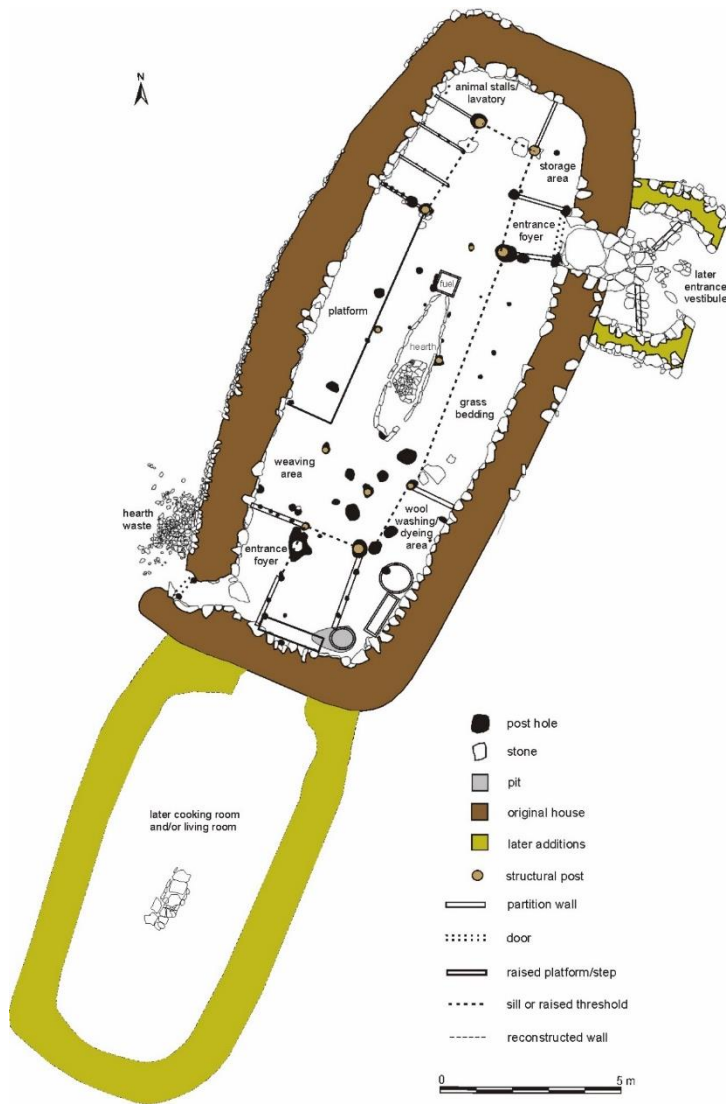 N
animal stalls/
lavatory
storage
area
entrance
foyer
later
entrance
vestibule
fuel
platform
hearth
grass
bedding
weaving
area
hearth
waste
wool
washing/
dyeing
area
entrance
foyer
later cooking room
and/or living room
post hole
stone
pit
original house
later additions
structural post
partition wall
door
raised platform/step
sill or raised threshold
reconstructed wall
0 5 m